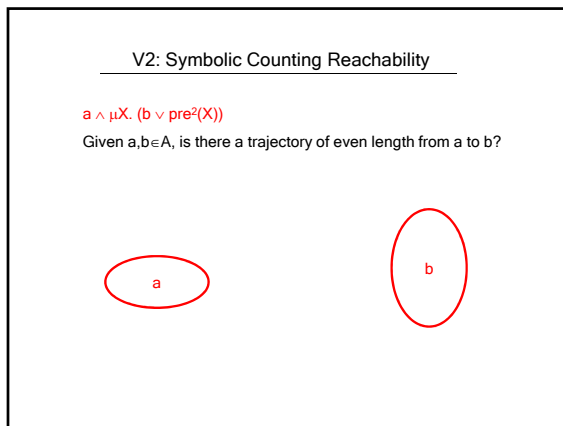 V2: Symbolic Counting Reachability
a ∧ μX. (b ∨ pre²(X))
Given a,b∈A, is there a trajectory of even length from a to b?
a
b